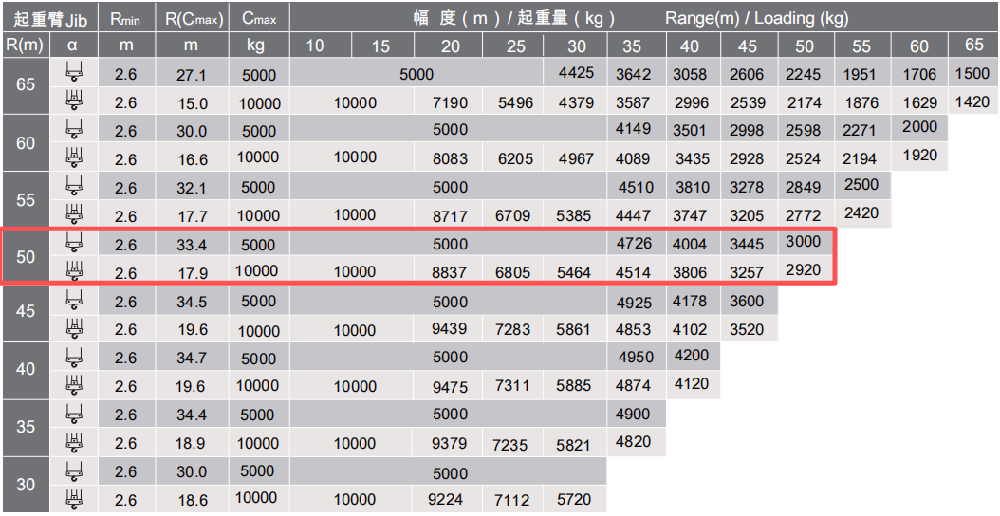 起重臂Jib Rmin R(Cmax) Cmax 幅 度(m)/起重量(kg) Range(m) / Loading (kg)
R(m) α m m kg 10 15 20 25 30 35 40 45 50 55 60 65
65 2.6 27.1 5000 5000 4425 3642 3058 2606 2245 1951 1706 1500
2.6 15.0 10000 10000 7190 5496 4379 3587 2996 2539 2174 1876 1629 1420
60 2.6 30.0 5000 5000 4149 3501 2998 2598 2271 2000
2.6 16.6 10000 10000 8083 6205 4967 4089 3435 2928 2524 2194 1920
55 2.6 32.1 5000 5000 4510 3810 3278 2849 2500
2.6 17.7 10000 10000 8717 6709 5385 4447 3747 3205 2772 2420
50 2.6 33.4 5000 5000 4726 4004 3445 3000
2.6 17.9 10000 10000 8837 6805 5464 4514 3806 3257 2920
45 2.6 34.5 5000 5000 4925 4178 3600
2.6 19.6 10000 10000 9439 7283 5861 4853 4102 3520
40 2.6 34.7 5000 5000 4950 4200
2.6 19.6 10000 10000 9475 7311 5885 4874 4120
35 2.6 34.4 5000 5000 4900
2.6 18.9 10000 10000 9379 7235 5821 4820
30 2.6 30.0 5000 5000
2.6 18.6 10000 10000 9224 7112 5720